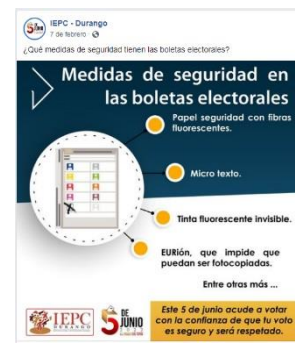 IEPC - Durango
7 de febrero
¿Qué medidas de seguridad tienen las boletas electorales?
Medidas de seguridad en
las boletas electorales
Papel seguridad con fibras
fluorescentes.
Micro texto.
Tinta fluorescente invisible.
EURión, que impide que
puedan ser fotocopiadas.
Entre otras más ...
IEPC
DURANGO
5 DE
JUNIO
Este 5 de junio acude a votar
con la confianza de que tu voto
es seguro y será respetado.